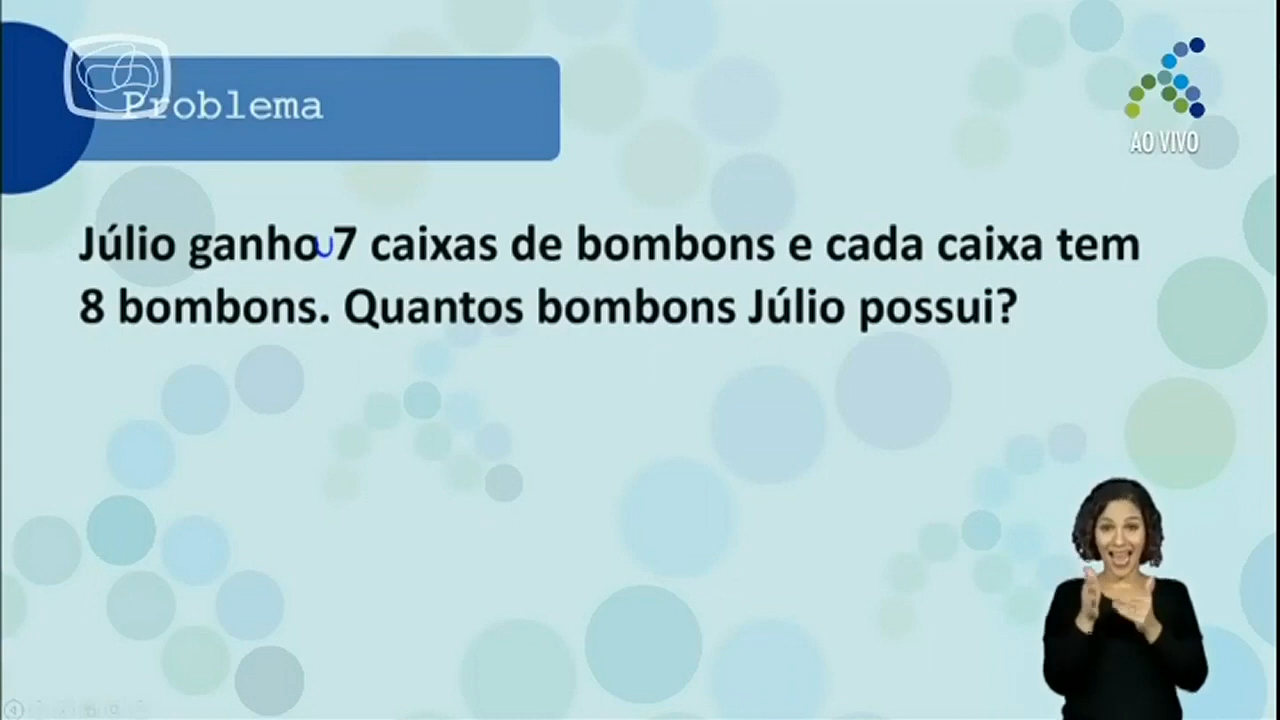 Problema
AO VIVO
Júlio ganhou 7 caixas de bombons e cada caixa tem
8 bombons. Quantos bombons Júlio possui?